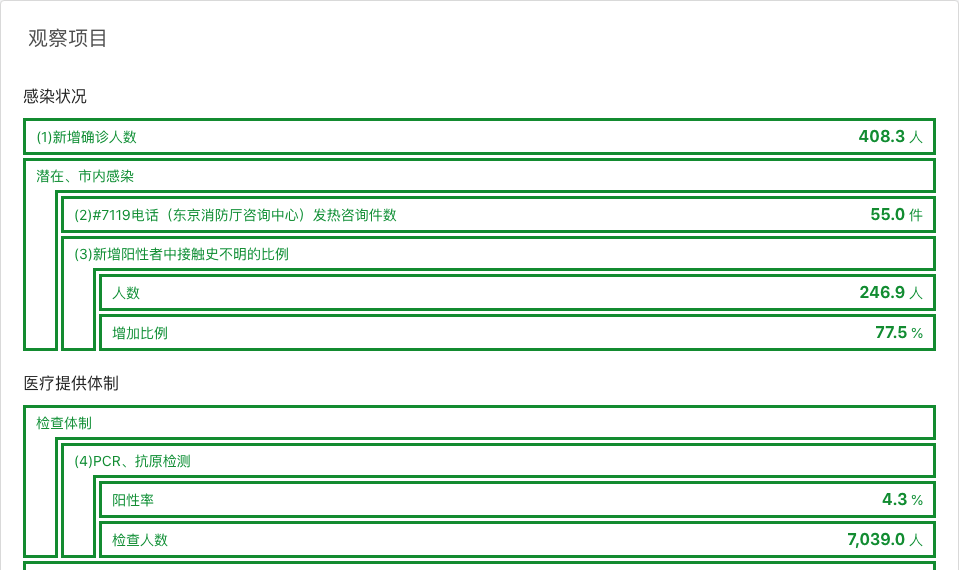 观察项目
感染状况
(1)新增确诊人数 408.3 人
潜在、市内感染
(2)#7119电话（东京消防厅咨询中心）发热咨询件数 55.0 件
(3)新增阳性者中接触史不明的比例
人数 246.9 人
增加比例 77.5 %
医疗提供体制
检查体制
(4)PCR、抗原检测
阳性率 4.3 %
检查人数 7,039.0 人